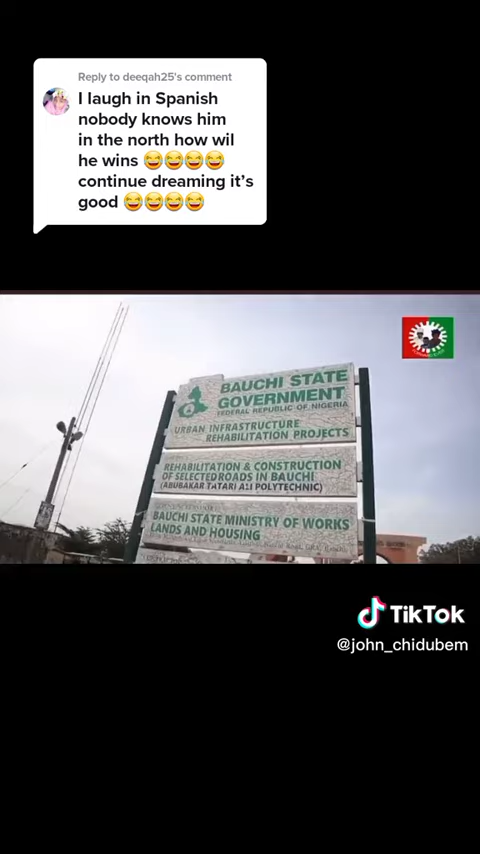 Reply to deeqah25's comment
I laugh in Spanish
nobody knows him
in the north how wil
he wins 😂😂😂😂
continue dreaming it's
good 😂😂😂😂
BAUCHI STATE
GOVERNMENT
FEDERAL REPUBLIC OF NIGERIA
URBAN INFRASTRUCTURE
REHABILITATION PROJECTS
REHABILITATION & CONSTRUCTION
OF SELECTED ROADS IN BAUCHI
(ABUBAKAR TATARI ALI POLYTECHNIC)
BAUCHI STATE MINISTRY OF WORKS
LANDS AND HOUSING
TikTok
@john_chidubem